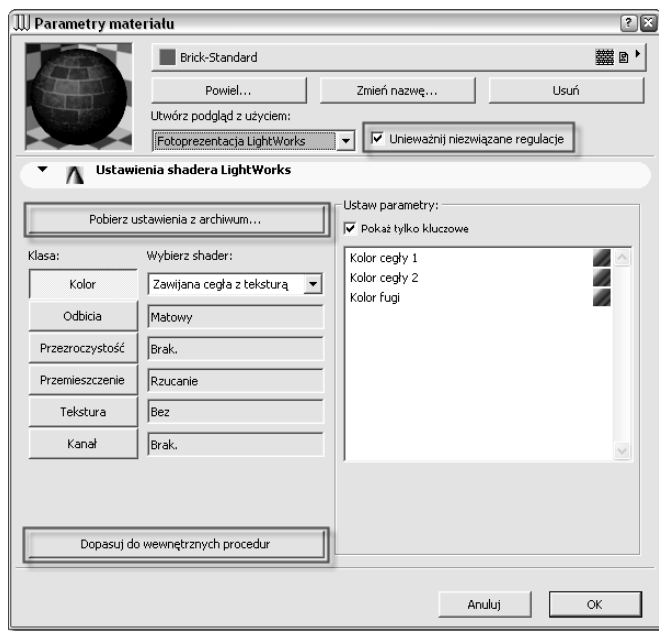 Parametry materiału
Brick-Standard
Powiel...
Zmień nazwę...
Usuń
Utwórz podgląd z użyciem:
Fotoprezentacja LightWorks
Unieważnij niezwiązane regulacje
Ustawienia shadera LightWorks
Pobierz ustawienia z archiwum...
Klasa:
Wybierz shader:
Kolor
Zawijana cegła z teksturą
Odbicia
Matowy
Przezroczystość
Brak.
Przemieszczenie
Rzucanie
Tekstura
Bez
Kanał
Brak.
Dopasuj do wewnętrznych procedur
Ustaw parametry:
Pokaż tylko kluczowe
Kolor cegły 1
Kolor cegły 2
Kolor fugi
Anuluj
OK